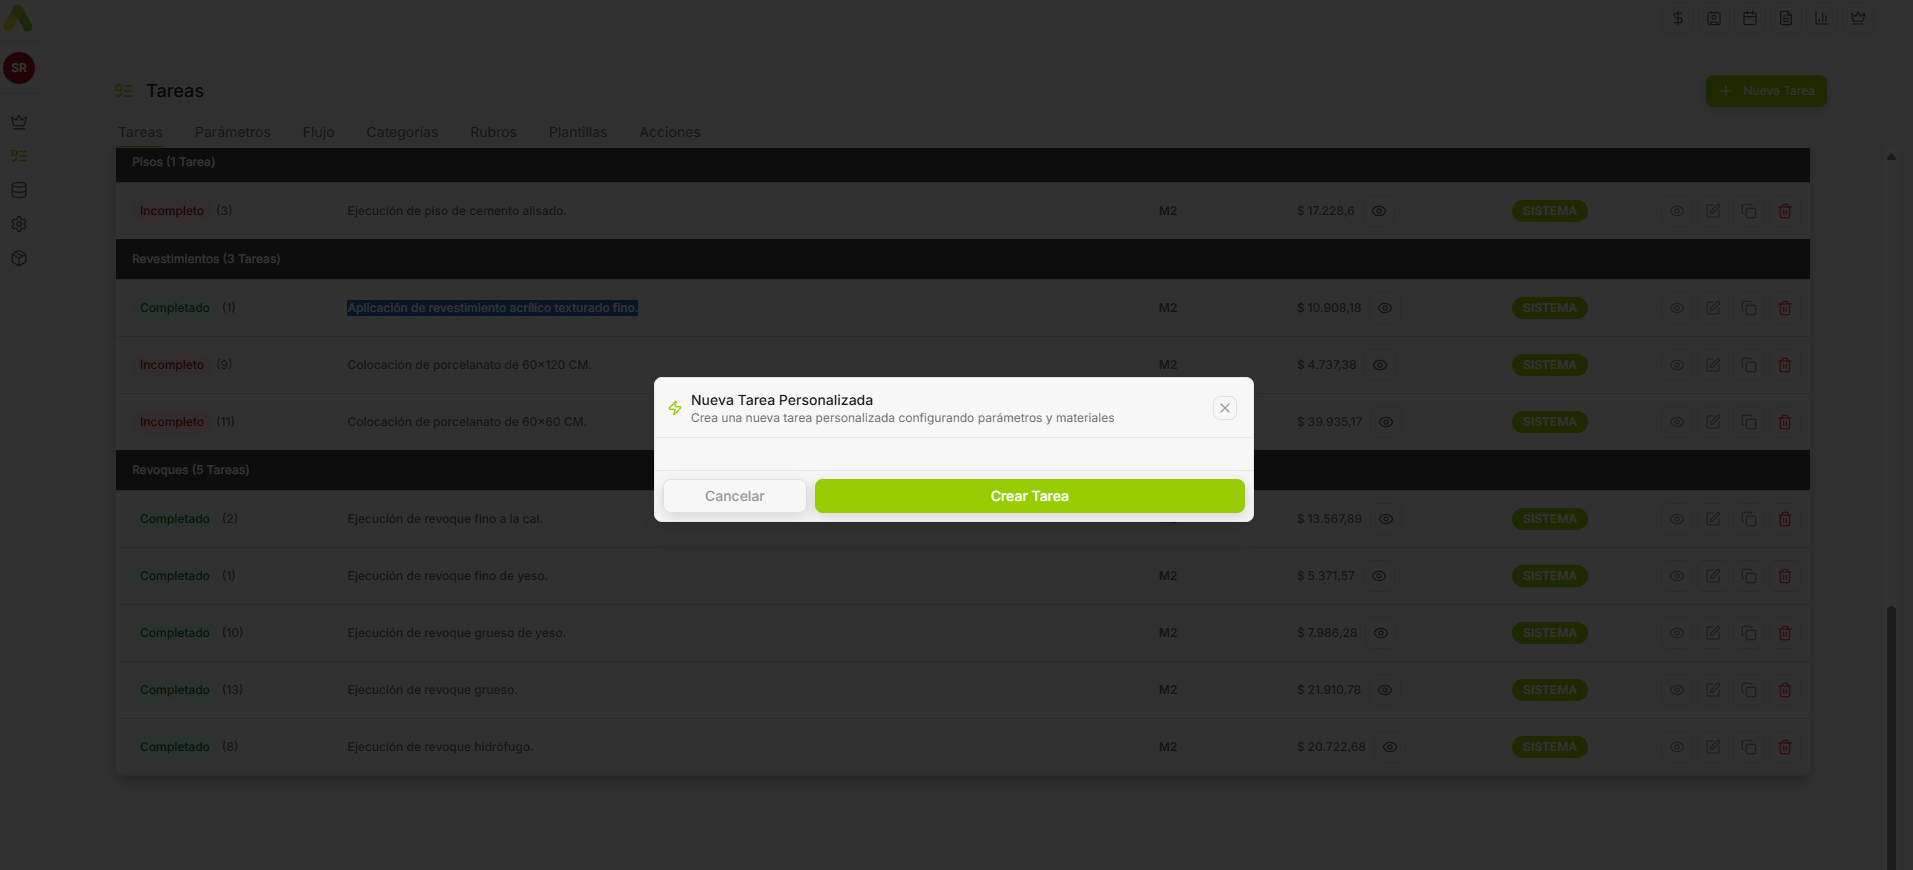 SR
Tareas
Nueva Tarea
Tareas Parámetros Flujo Categorías Rubros Plantillas Acciones
Pisos (1 Tarea)
Incompleto (3) Ejecución de piso de cemento alisado. M2 $ 17.228,6 SISTEMA
Revestimientos (3 Tareas)
Completado (1) Aplicación de revestimiento acrílico texturado fino. M2 $ 10.908,18 SISTEMA
Incompleto (9) Colocación de porcelanato de 60x120 CM. M2 $ 4.737,38 SISTEMA
Incompleto (11) Colocación de porcelanato de 60x60 CM. M2 $ 39.935,17 SISTEMA
Revoques (5 Tareas)
Completado (2) Ejecución de revoque fino a la cal. $ 13.567,89 SISTEMA
Completado (1) Ejecución de revoque fino de yeso. M2 $ 5.371,57 SISTEMA
Completado (10) Ejecución de revoque grueso de yeso. M2 $ 7.986,28 SISTEMA
Completado (13) Ejecución de revoque grueso. M2 $ 21.910,78 SISTEMA
Completado (8) Ejecución de revoque hidrófugo. M2 $ 20.722,68 SISTEMA
Nueva Tarea Personalizada
Crea una nueva tarea personalizada configurando parámetros y materiales
Cancelar Crear Tarea